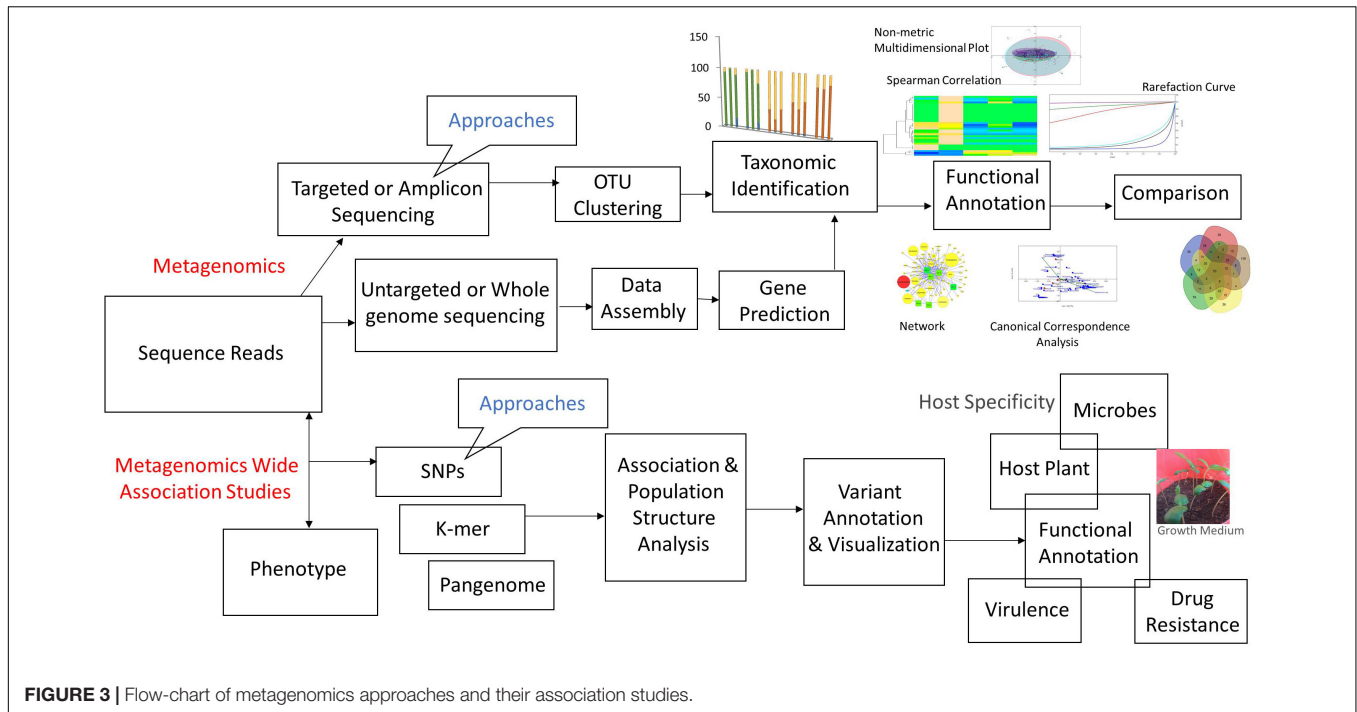 150
100
50
0
Non-metric
Multidimensional Plot
Spearman Correlation
Rarefaction Curve
Approaches
Targeted or Amplicon
Sequencing
OTU
Clustering
Taxonomic
Identification
Functional
Annotation
Comparison
Metagenomics
Sequence Reads
Untargeted or Whole
genome sequencing
Data
Assembly
Gene
Prediction
Network
Canonical Correspondence
Analysis
Metagenomics Wide
Association Studies
Approaches
SNPs
K-mer
Pangenome
Phenotype
Association &
Population
Structure
Analysis
Variant
Annotation
& Visualization
Host Specificity
Microbes
Host Plant
Functional
Annotation
Growth Medium
Virulence
Drug
Resistance
FIGURE 3 | Flow-chart of metagenomics approaches and their association studies.